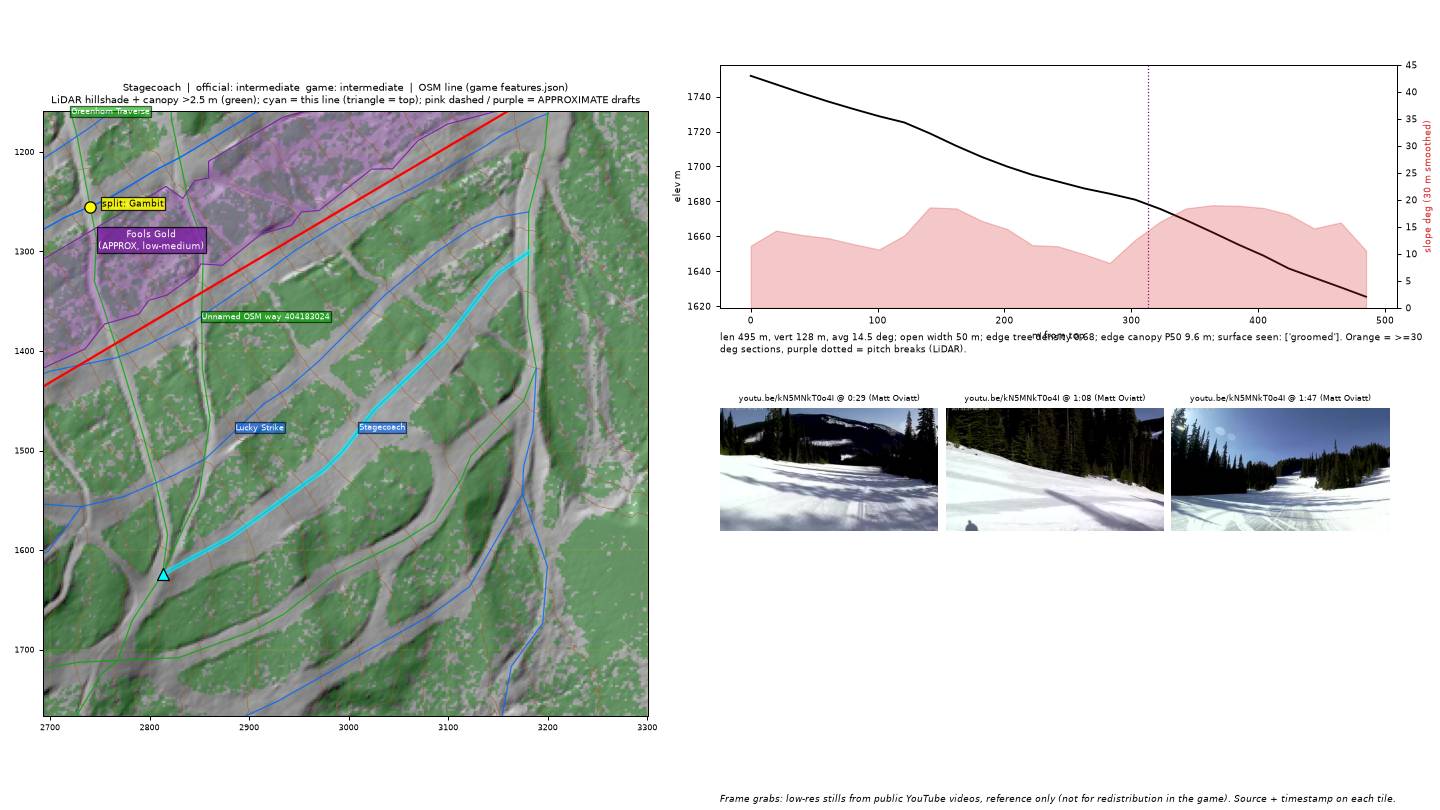 Stagecoach | official: intermediate game: intermediate | OSM line (game features.json)
LiDAR hillshade + canopy >2.5 m (green); cyan = this line (triangle = top); pink dashed / purple = APPROXIMATE drafts
Greenhorn Traverse
split: Gambit
Fools Gold
(APPROX, low-medium)
Unnamed OSM way 404183024
Lucky Strike
Stagecoach
1200
1300
1400
1500
1600
1700
2700
2800
2900
3000
3100
3200
3300
elev m
1740
1720
1700
1680
1660
1640
1620
0
100
200
300
400
500
m from top
45
40
35
30
25
20
15
10
5
0
slope deg (30 m smoothed)
len 495 m, vert 128 m, avg 14.5 deg; open width 50 m; edge tree density 0.68; edge canopy P50 9.6 m; surface seen: ['groomed']. Orange = >=30
deg sections, purple dotted = pitch breaks (LiDAR).
youtu.be/kN5MNkT0o4I @ 0:29 (Matt Oviatt)
youtu.be/kN5MNkT0o4I @ 1:08 (Matt Oviatt)
youtu.be/kN5MNkT0o4I @ 1:47 (Matt Oviatt)
Frame grabs: low-res stills from public YouTube videos, reference only (not for redistribution in the game). Source + timestamp on each tile.